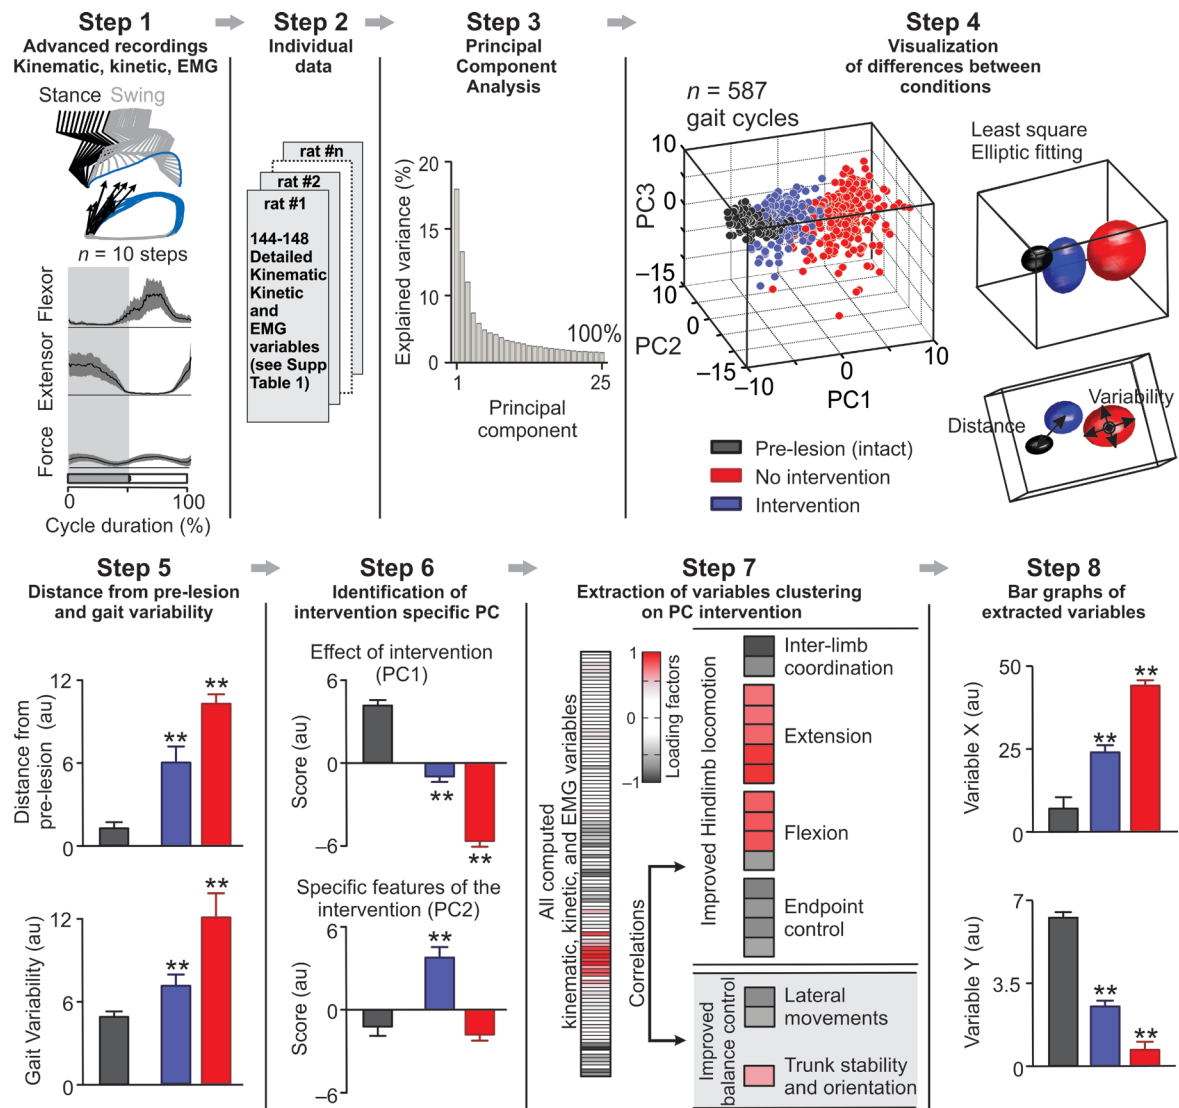 Step 1
Advanced recordings
Kinematic, kinetic, EMG
Stance Swing
n = 10 steps
Flexor
Extensor
Force
0 100
Cycle duration (%)
Step 2
Individual
data
rat #n
rat #2
rat #1
144-148
Detailed
Kinematic
Kinetic
and
EMG
variables
(see Supp
Table 1)
Step 3
Principal
Component
Analysis
Explained variance (%)
20
15
10
0
100%
1 25
Principal
component
Step 4
Visualization
of differences between
conditions
n = 587
gait cycles
10
0
−15
PC3
10
0
−15
PC2
−10
0
10
PC1
Least square
Elliptic fitting
Distance
Variability
Pre-lesion (intact)
No intervention
Intervention
Step 5
Distance from pre-lesion
and gait variability
Distance from
pre-lesion (au)
12
6
0
**
**
Gait Variability (au)
12
6
0
**
**
Step 6
Identification of
intervention specific PC
Effect of intervention
(PC1)
Score (au)
6
0
−6
**
**
Specific features of the
intervention (PC2)
Score (au)
6
0
−6
**
Step 7
Extraction of variables clustering
on PC intervention
All computed
kinematic, kinetic, and EMG variables
1
0
−1
Loading factors
Correlations
Improved Hindlimb locomotion
Inter-limb
coordination
Extension
Flexion
Endpoint
control
Improved
balance control
Lateral
movements
Trunk stability
and orientation
Step 8
Bar graphs of
extracted variables
Variable X (au)
50
25
0
**
**
Variable Y (au)
7
3.5
0
**
**